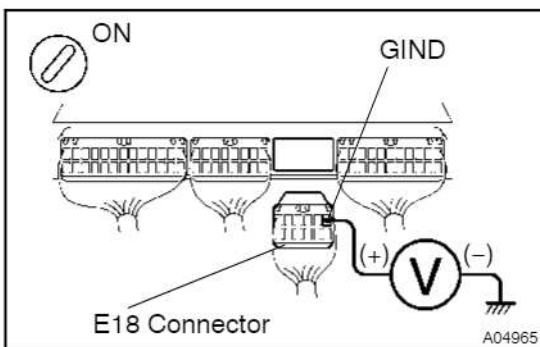 ON
GIND
(+)
V
(−)
E18 Connector
A04965